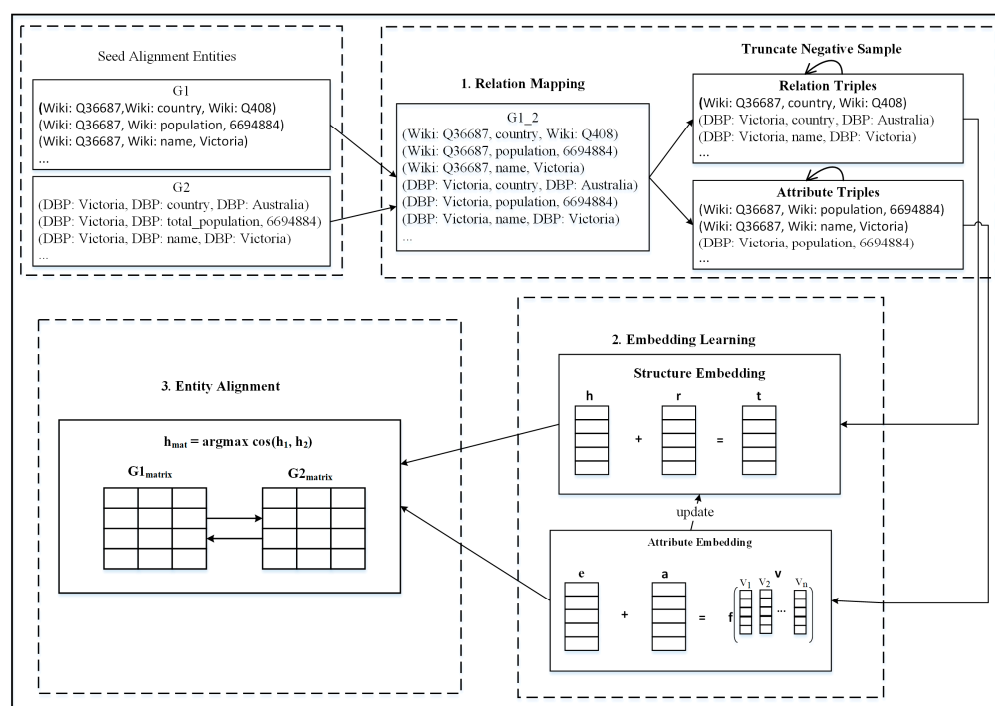 Seed Alignment Entities
G1
(Wiki: Q36687,Wiki: country, Wiki: Q408)
(Wiki: Q36687, Wiki: population, 6694884)
(Wiki: Q36687, Wiki: name, Victoria)
...
G2
(DBP: Victoria, DBP: country, DBP: Australia)
(DBP: Victoria, DBP: total_population, 6694884)
(DBP: Victoria, DBP: name, DBP: Victoria)
...
1. Relation Mapping
G1_2
(Wiki: Q36687, country, Wiki: Q408)
(Wiki: Q36687, population, 6694884)
(Wiki: Q36687, name, Victoria)
(DBP: Victoria, country, DBP: Australia)
(DBP: Victoria, population, 6694884)
(DBP: Victoria, name, DBP: Victoria)
...
Truncate Negative Sample
Relation Triples
(Wiki: Q36687, country, Wiki: Q408)
(DBP: Victoria, country, DBP: Australia)
(DBP: Victoria, name, DBP: Victoria)
...
Attribute Triples
(Wiki: Q36687, Wiki: population, 6694884)
(Wiki: Q36687, Wiki: name, Victoria)
(DBP: Victoria, population, 6694884)
...
2. Embedding Learning
Structure Embedding
h r t
+ =
update
Attribute Embedding
e a v
V1 V2 ... Vn
+ = f
3. Entity Alignment
hmat = argmax cos(h1, h2)
G1matrix G2matrix